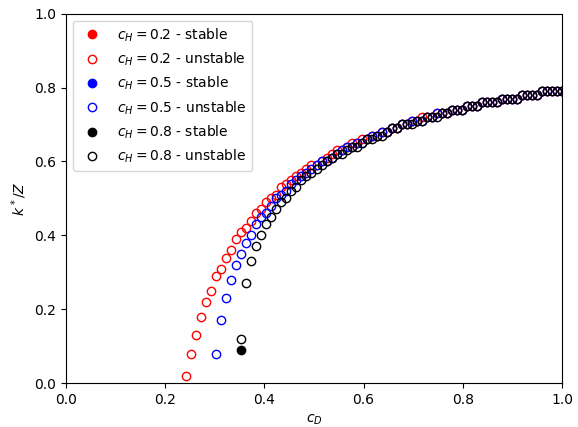 1.0
0.8
0.6
0.4
0.2
0.0
k*/Z
c_H = 0.2 - stable
c_H = 0.2 - unstable
c_H = 0.5 - stable
c_H = 0.5 - unstable
c_H = 0.8 - stable
c_H = 0.8 - unstable
0.0 0.2 0.4 0.6 0.8 1.0
c_D